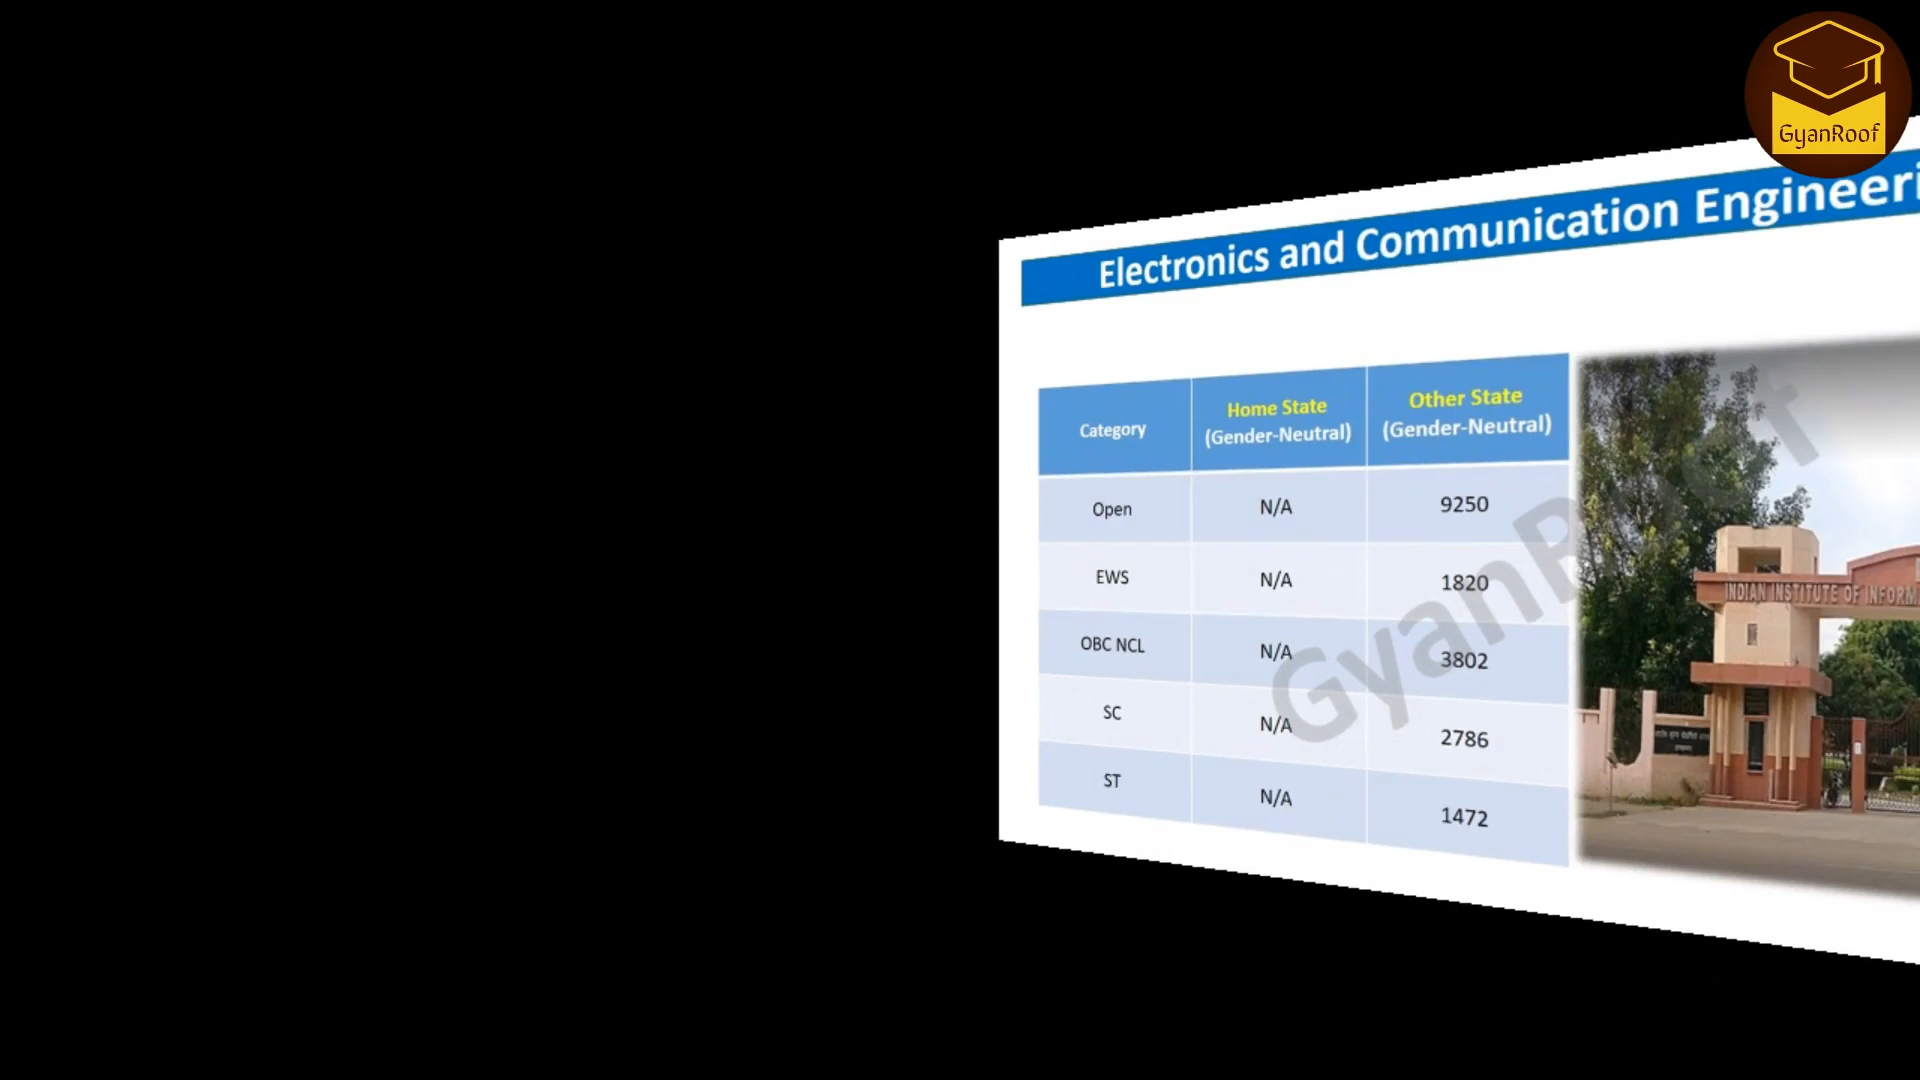 GyanRoof
Electronics and Communication Engineeri
Category
Home State
(Gender-Neutral)
Other State
(Gender-Neutral)
Open
N/A
9250
EWS
N/A
1820
OBC NCL
N/A
3802
SC
N/A
2786
ST
N/A
1472
INDIAN INSTITUTE OF INFORM